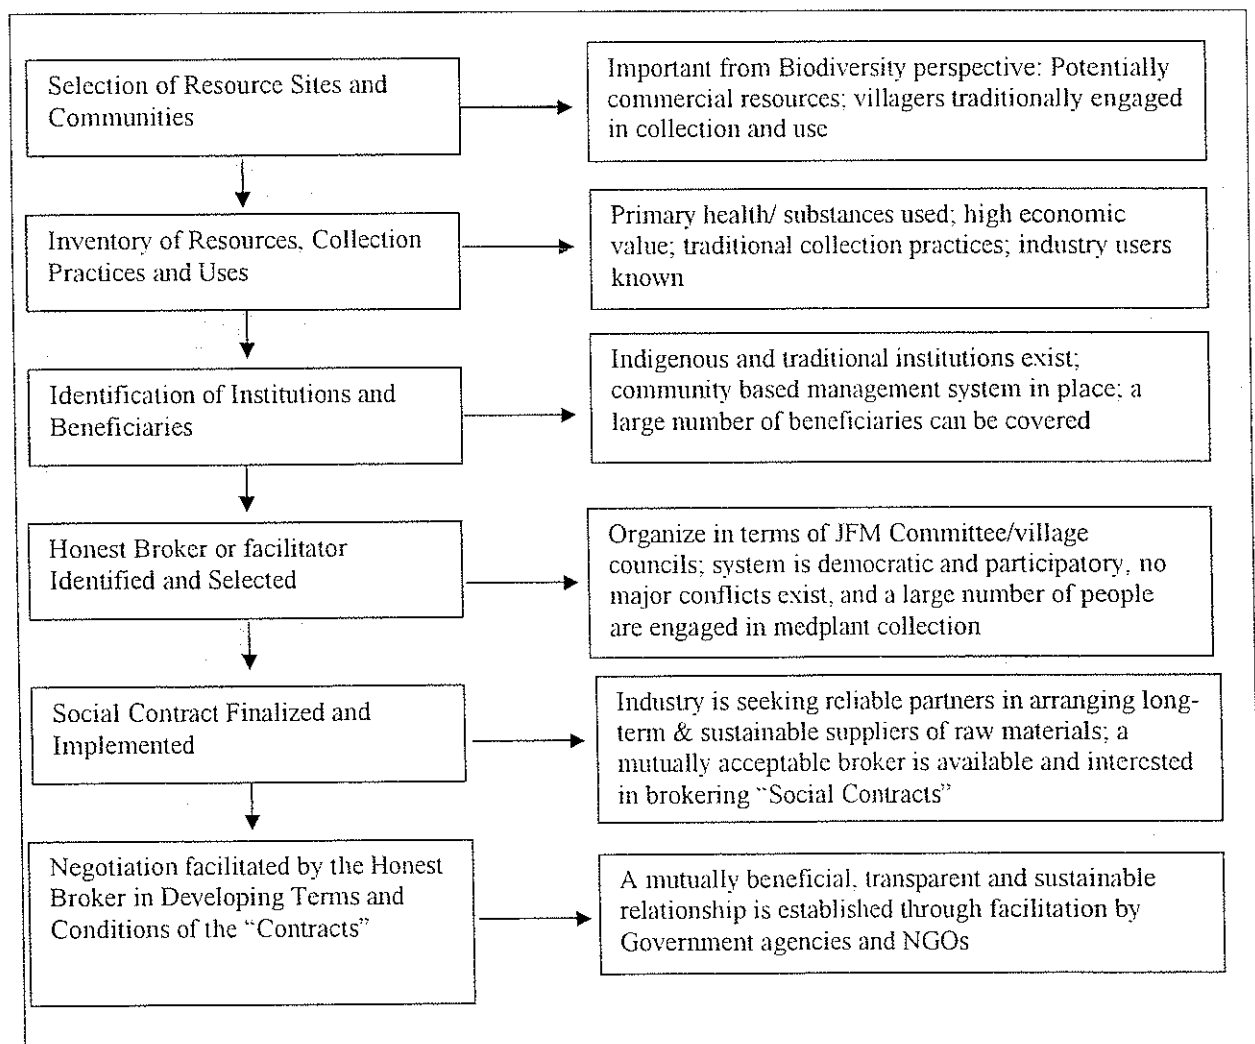 Selection of Resource Sites and
Communities
Important from Biodiversity perspective: Potentially
commercial resources; villagers traditionally engaged
in collection and use
Inventory of Resources, Collection
Practices and Uses
Primary health/ substances used; high economic
value; traditional collection practices; industry users
known
Identification of Institutions and
Beneficiaries
Indigenous and traditional institutions exist;
community based management system in place; a
large number of beneficiaries can be covered
Honest Broker or facilitator
Identified and Selected
Organize in terms of JFM Committee/village
councils; system is democratic and participatory, no
major conflicts exist, and a large number of people
are engaged in medplant collection
Social Contract Finalized and
Implemented
Industry is seeking reliable partners in arranging long-
term & sustainable suppliers of raw materials; a
mutually acceptable broker is available and interested
in brokering “Social Contracts”
Negotiation facilitated by the Honest
Broker in Developing Terms and
Conditions of the “Contracts”
A mutually beneficial, transparent and sustainable
relationship is established through facilitation by
Government agencies and NGOs